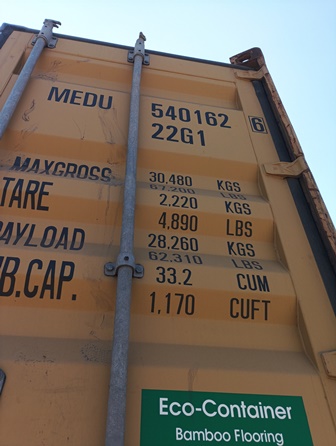 MEDU 540162 6
22G1
MAXGROSS 30,480 KGS
67.200 LBS
TARE 2.220 KGS
4,890 LBS
PAYLOAD 28.260 KGS
62.310 LBS
B.CAP. 33.2 CUM
1,170 CUFT
Eco-Container
Bamboo Flooring